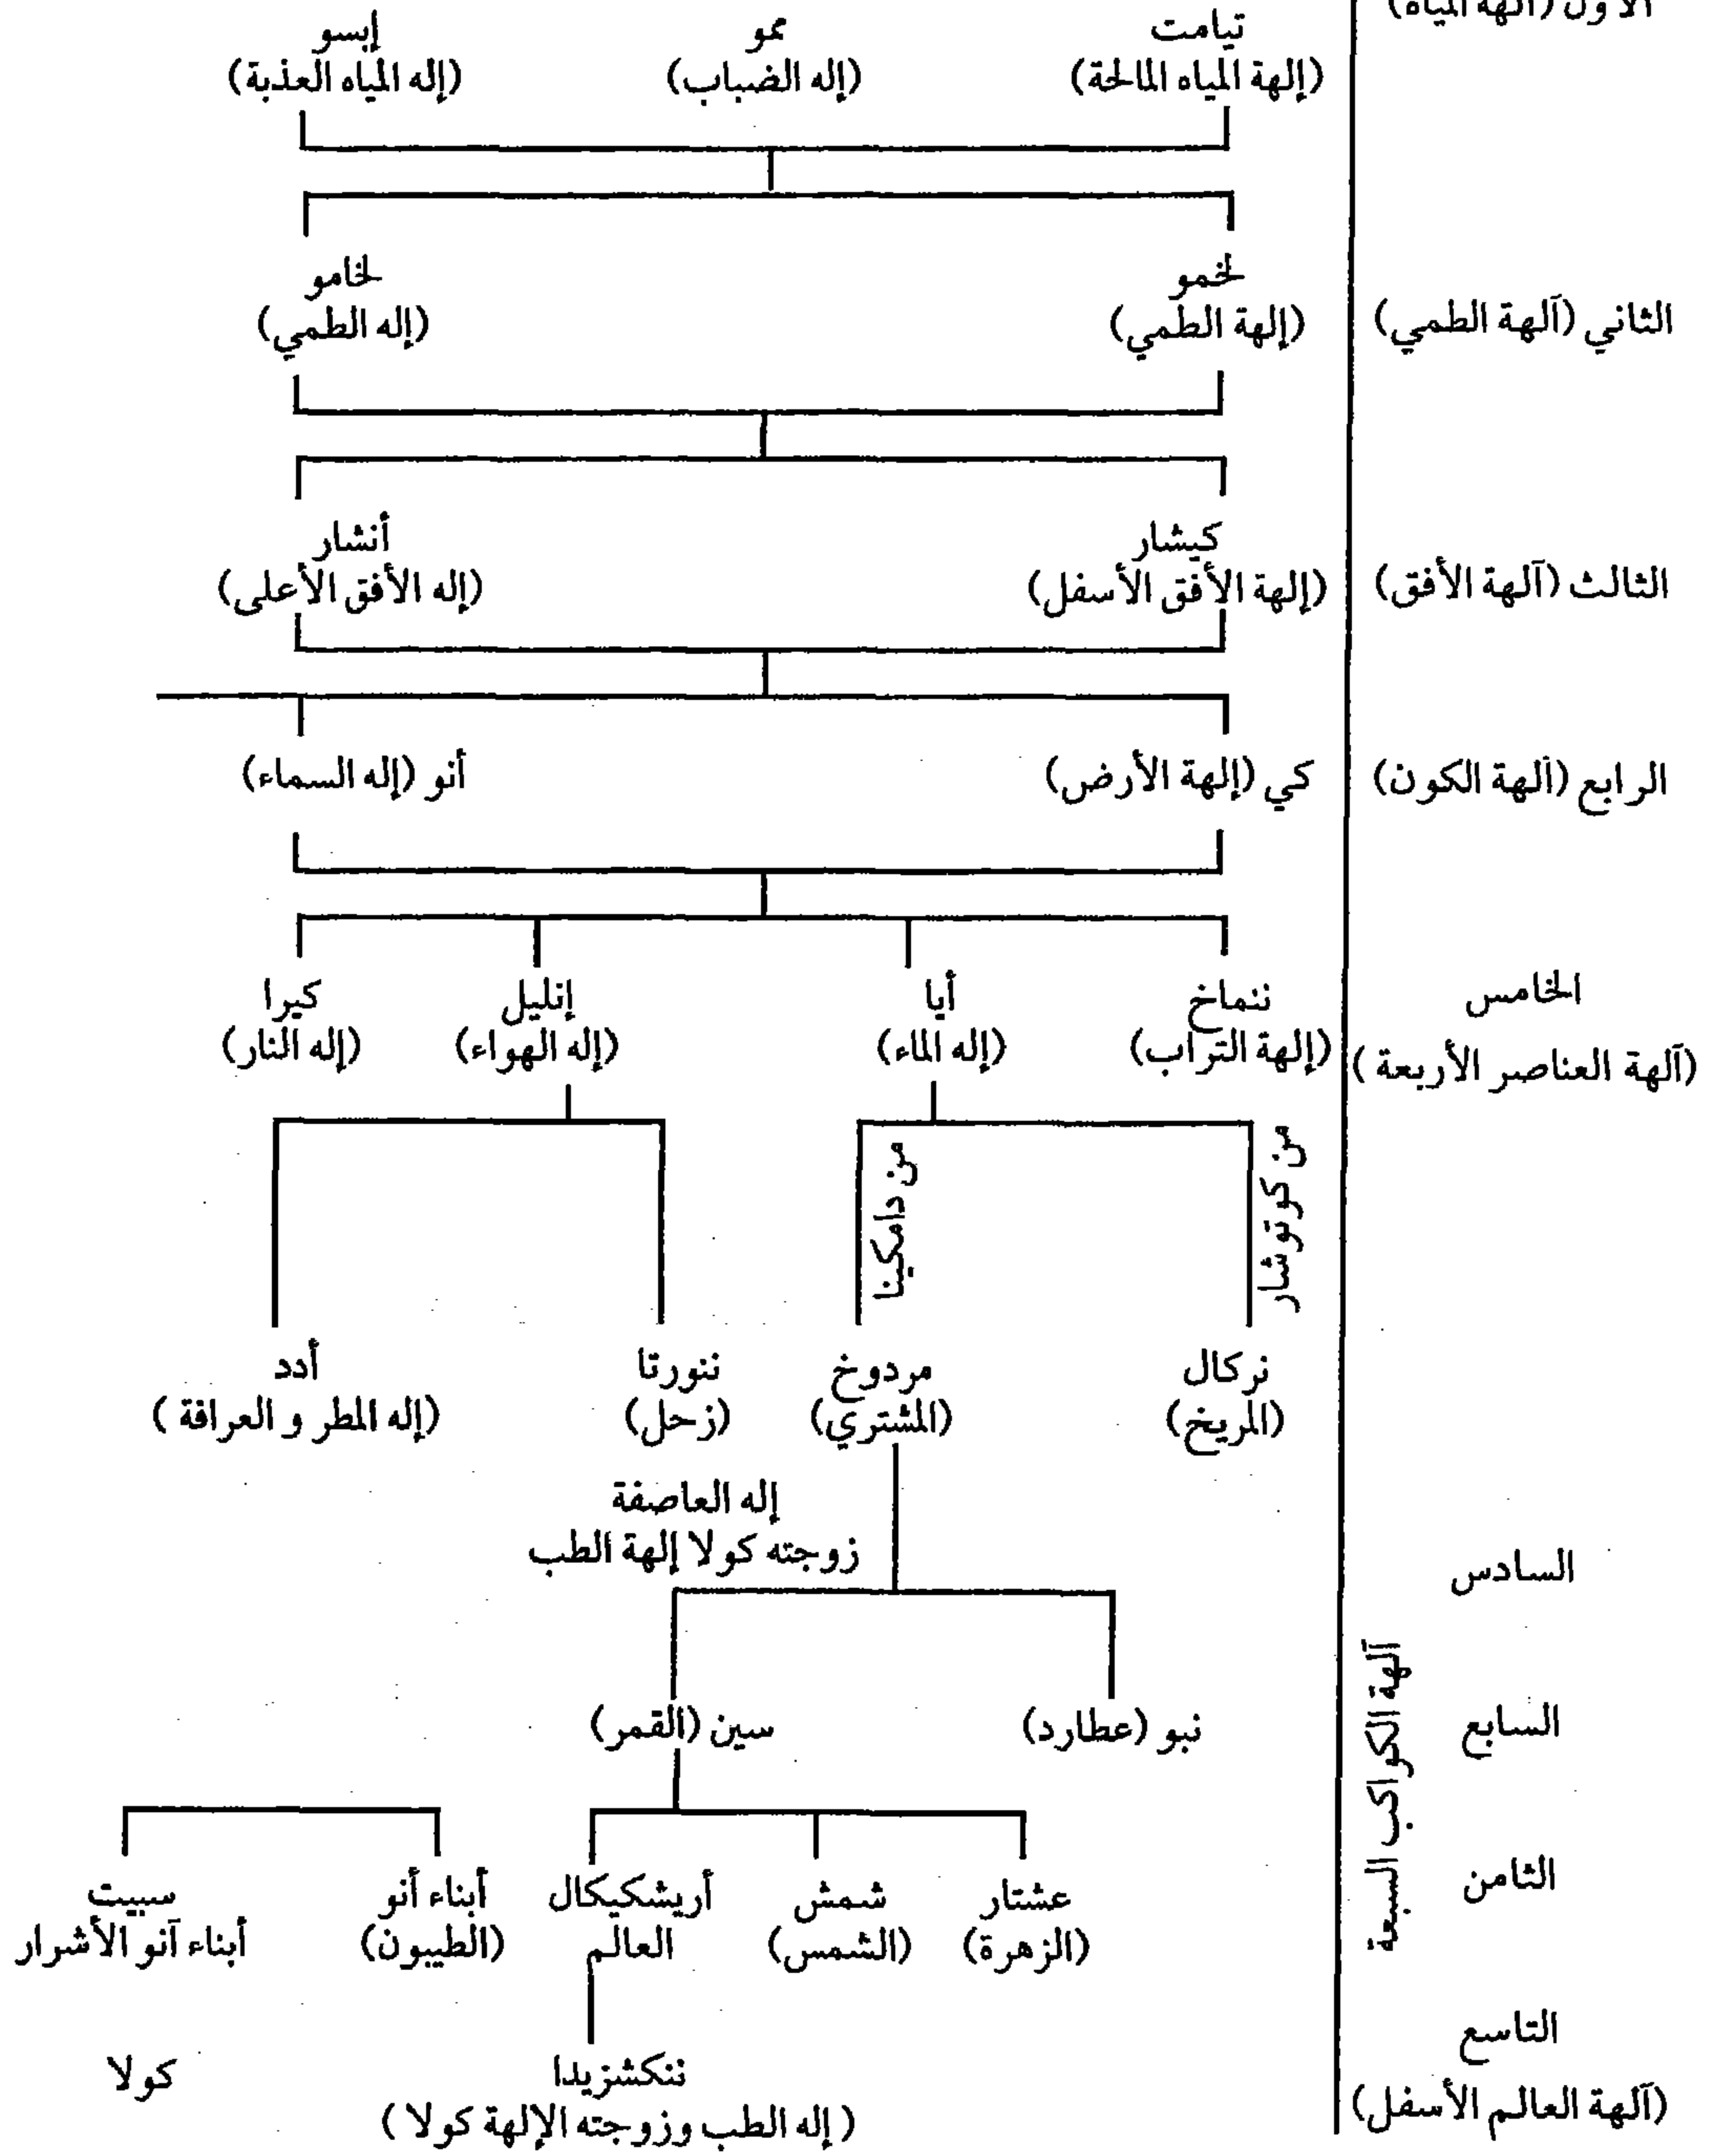 الأول (آلهة المياه)
تيامت ممو إبسو
(إلهة المياه المالحة) (إله الضباب) (إله المياه العذبة)
لخمو لخامو
الثاني (آلهة الطمي) (إلهة الطمي) (إله الطمي)
كيشار أنشار
الثالث (آلهة الأفق) (إلهة الأفق الأسفل) (إله الأفق الأعلى)
الرابع (آلهة الكون) كي (إلهة الأرض) أنو (إله السماء)
الخامس ننماخ أيا إنليل كيرا
(آلهة العناصر الأربعة) (إلهة التراب) (إله الماء) (إله الهواء) (إله النار)
من كوتوشار
من دامكينا
نركال مردوخ ننورتا أدد
(المريخ) (المشتري) (زحل) (إله المطر و العرافة)
إله العاصفة
زوجته كولا إلهة الطب
السادس
آلهة الكواكب السبعة
السابع نبو (عطارد) سين (القمر)
الثامن عشتار شمش أريشكيكال أبناء أنو سبيت
(الزهرة) (الشمس) العالم (الطيبون) أبناء آنو الأشرار
التاسع
ننكشزيدا كولا
(آلهة العالم الأسفل) (إله الطب وزوجته الإلهة كولا)